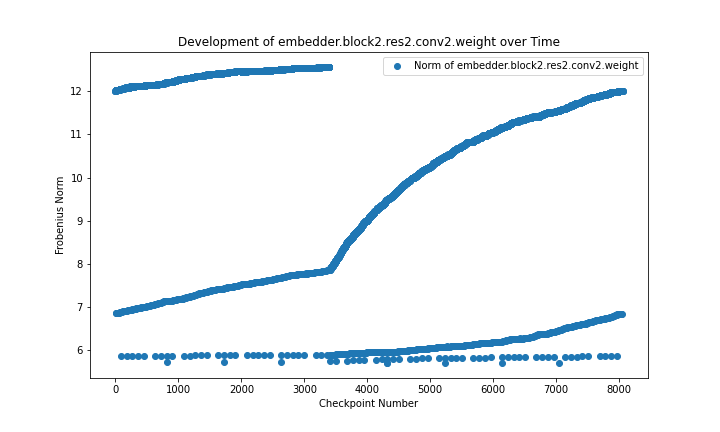 Development of embedder.block2.res2.conv2.weight over Time
Norm of embedder.block2.res2.conv2.weight
Frobenius Norm
12
11
10
9
8
7
6
0 1000 2000 3000 4000 5000 6000 7000 8000
Checkpoint Number